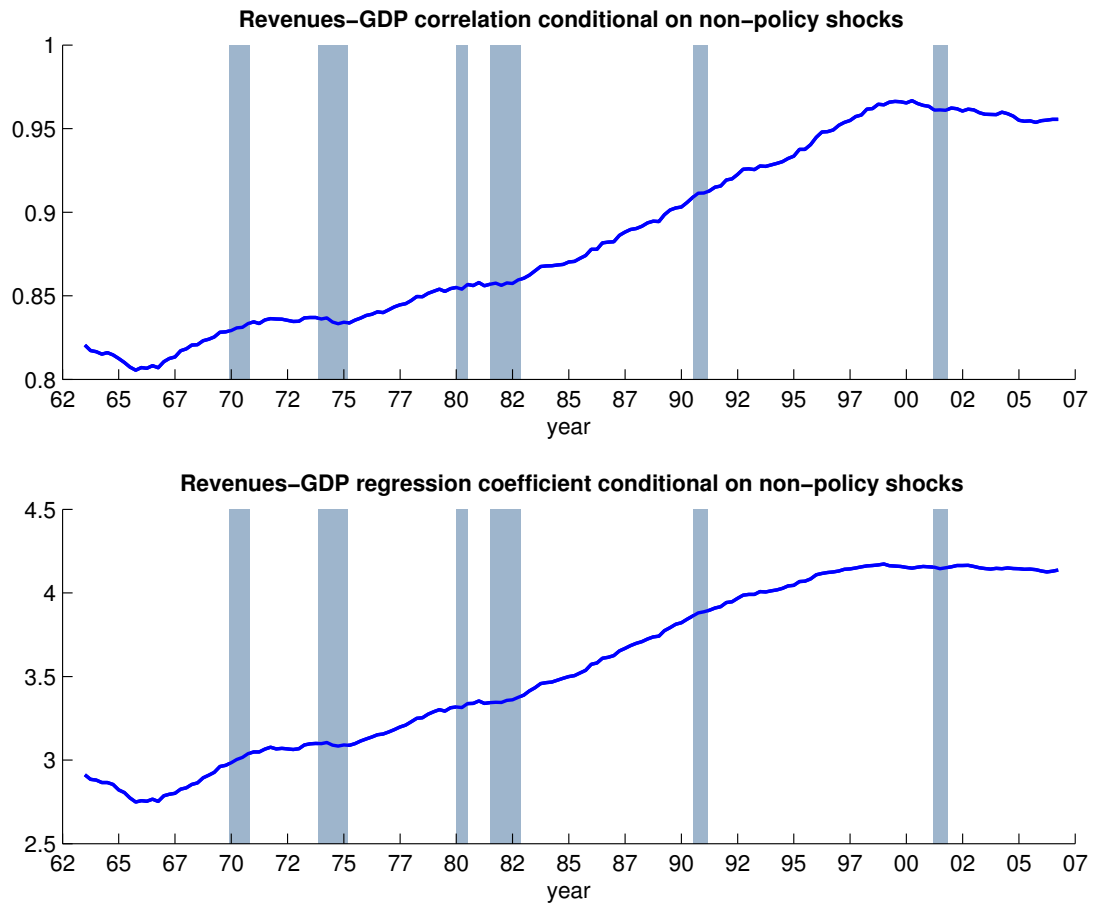 Revenues−GDP correlation conditional on non−policy shocks
1
0.95
0.9
0.85
0.8
62 65 67 70 72 75 77 80 82 85 87 90 92 95 97 00 02 05 07
year
Revenues−GDP regression coefficient conditional on non−policy shocks
4.5
4
3.5
3
2.5
62 65 67 70 72 75 77 80 82 85 87 90 92 95 97 00 02 05 07
year